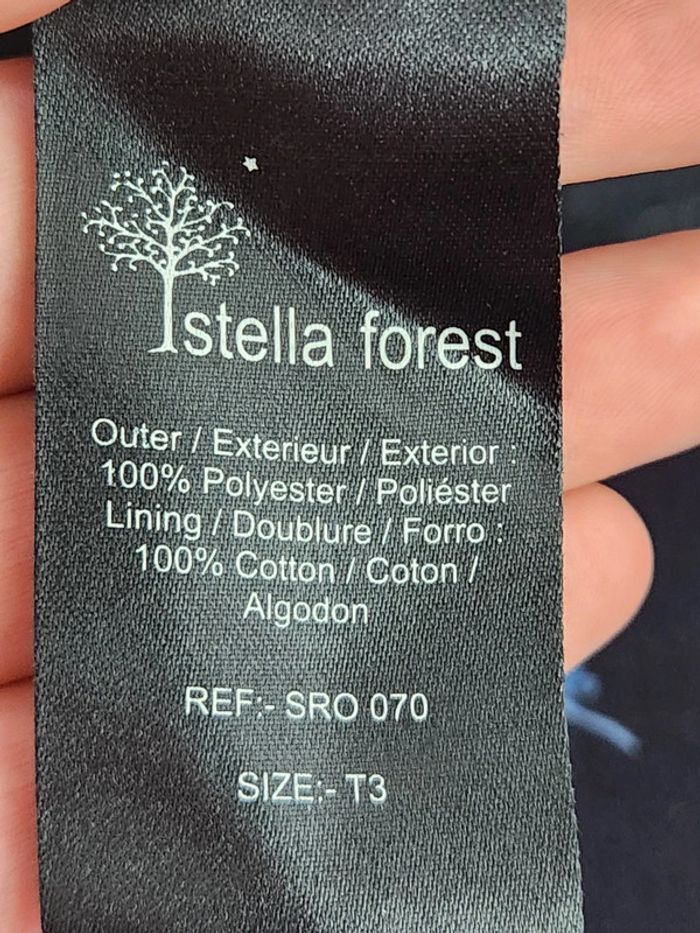 stella forest
Outer / Exterieur / Exterior :
100% Polyester / Poliéster
Lining / Doublure / Forro :
100% Cotton / Coton /
Algodon
REF:- SRO 070
SIZE:- T3